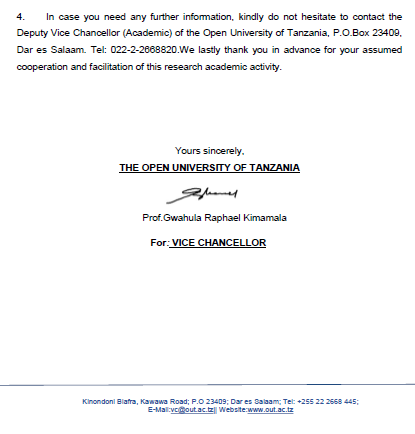 4. In case you need any further information, kindly do not hesitate to contact the
Deputy Vice Chancellor (Academic) of the Open University of Tanzania, P.O.Box 23409,
Dar es Salaam. Tel: 022-2-2668820.We lastly thank you in advance for your assumed
cooperation and facilitation of this research academic activity.
Yours sincerely,
THE OPEN UNIVERSITY OF TANZANIA
Prof.Gwahula Raphael Kimamala
For: VICE CHANCELLOR
Kinondoni Biafra, Kawawa Road; P.O 23409; Dar es Salaam; Tel: +255 22 2668 445;
E-Mail:vc@out.ac.tz|| Website:www.out.ac.tz